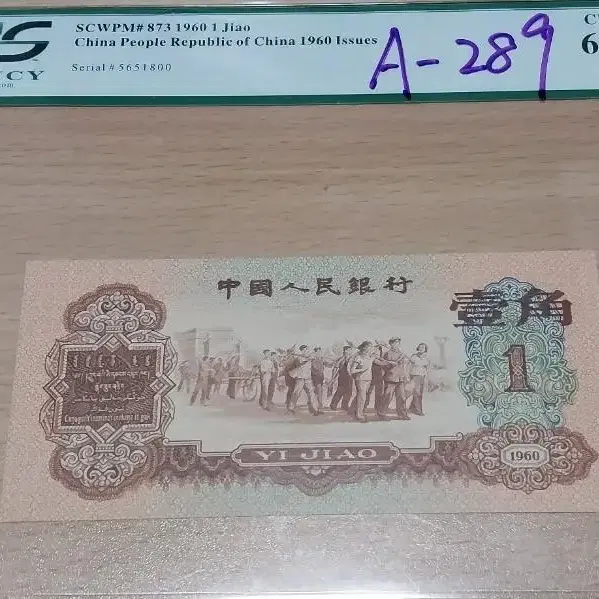 SCWPM# 873 1960 1 Jiao
China People Republic of China 1960 Issues
Serial # 5651800
A-289
中國人民銀行
壹角
1
YI JIAO
1960